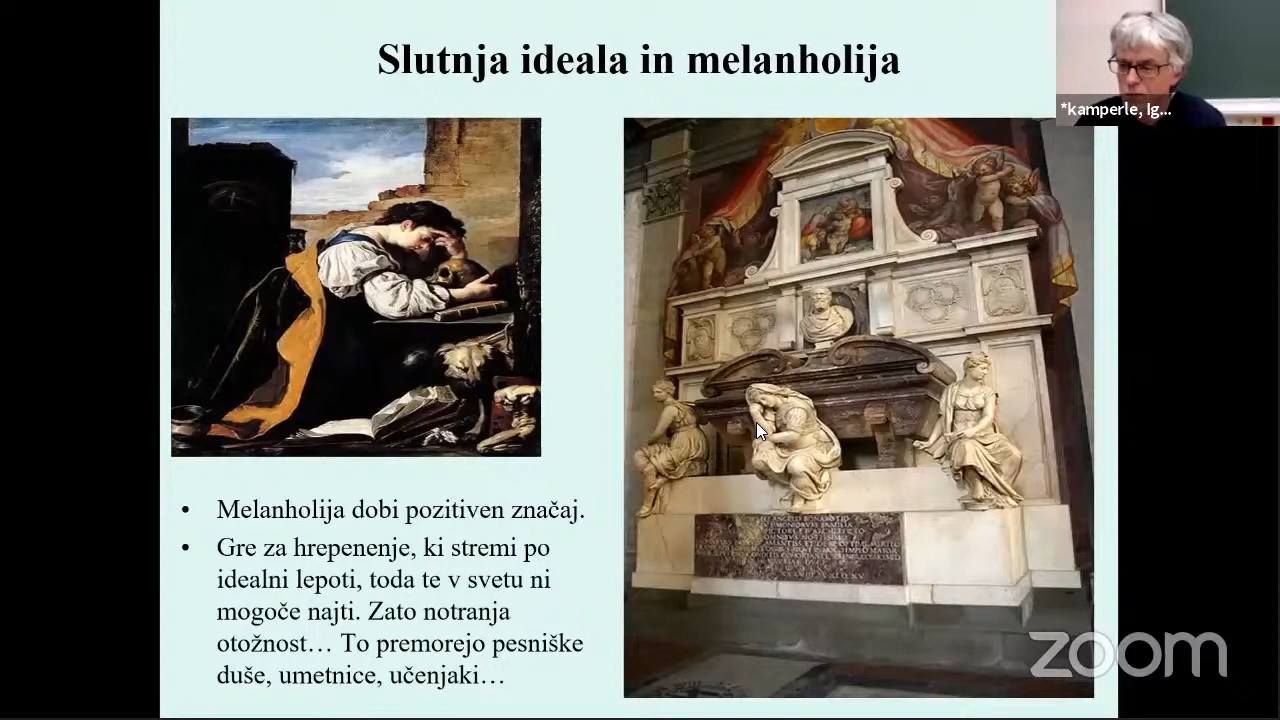 Slutnja ideala in melanholija
*kamperle, Ig...
• Melanholija dobi pozitiven značaj.
• Gre za hrepenenje, ki stremi po
idealni lepoti, toda te v svetu ni
mogoče najti. Zato notranja
otožnost… To premorejo pesniške
duše, umetnice, učenjaki…
zoom